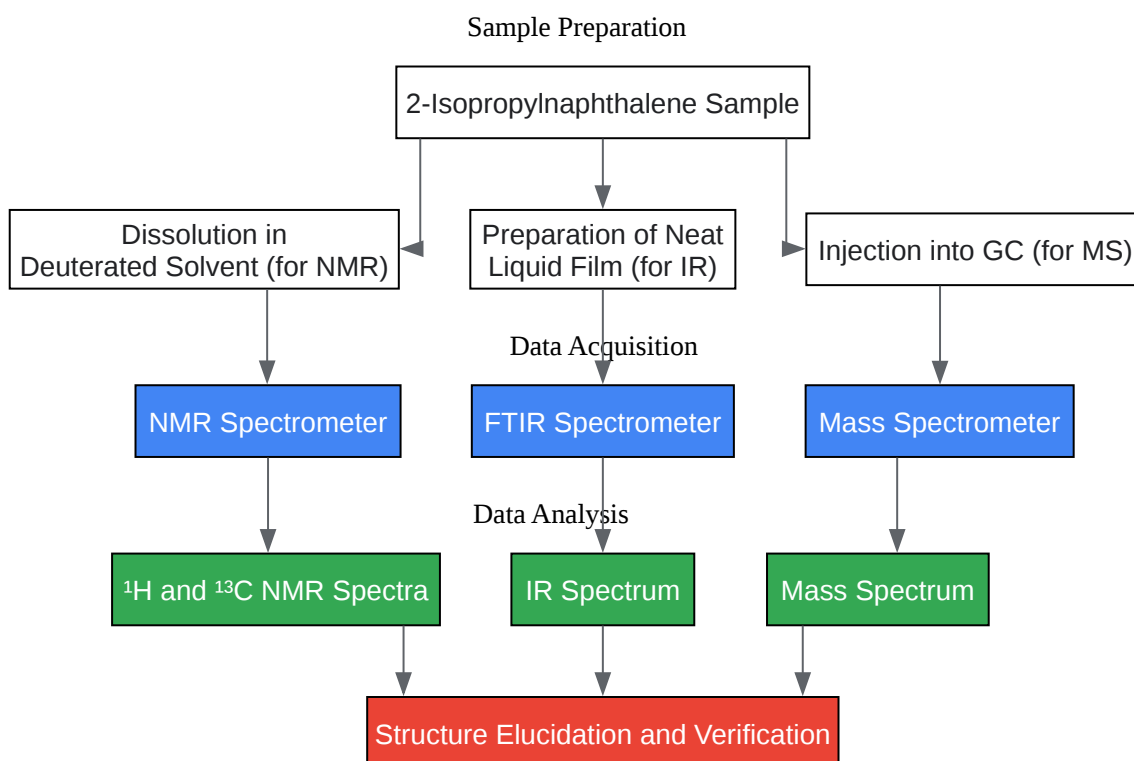 Sample Preparation
2-Isopropylnaphthalene Sample
Dissolution in
Deuterated Solvent (for NMR)
Preparation of Neat
Liquid Film (for IR)
Injection into GC (for MS)
Data Acquisition
NMR Spectrometer
FTIR Spectrometer
Mass Spectrometer
Data Analysis
¹H and ¹³C NMR Spectra
IR Spectrum
Mass Spectrum
Structure Elucidation and Verification